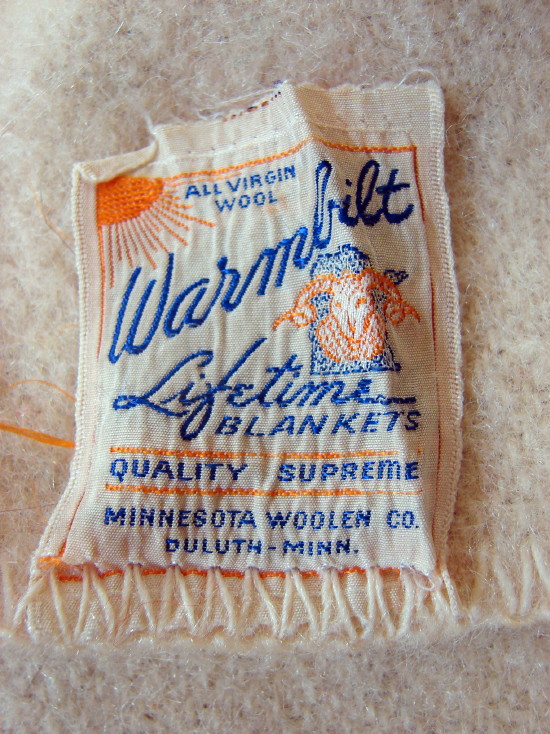 ALL VIRGIN
WOOL
Warmbilt
Lifetime
BLANKETS
QUALITY SUPREME
MINNESOTA WOOLEN CO.
DULUTH-MINN.